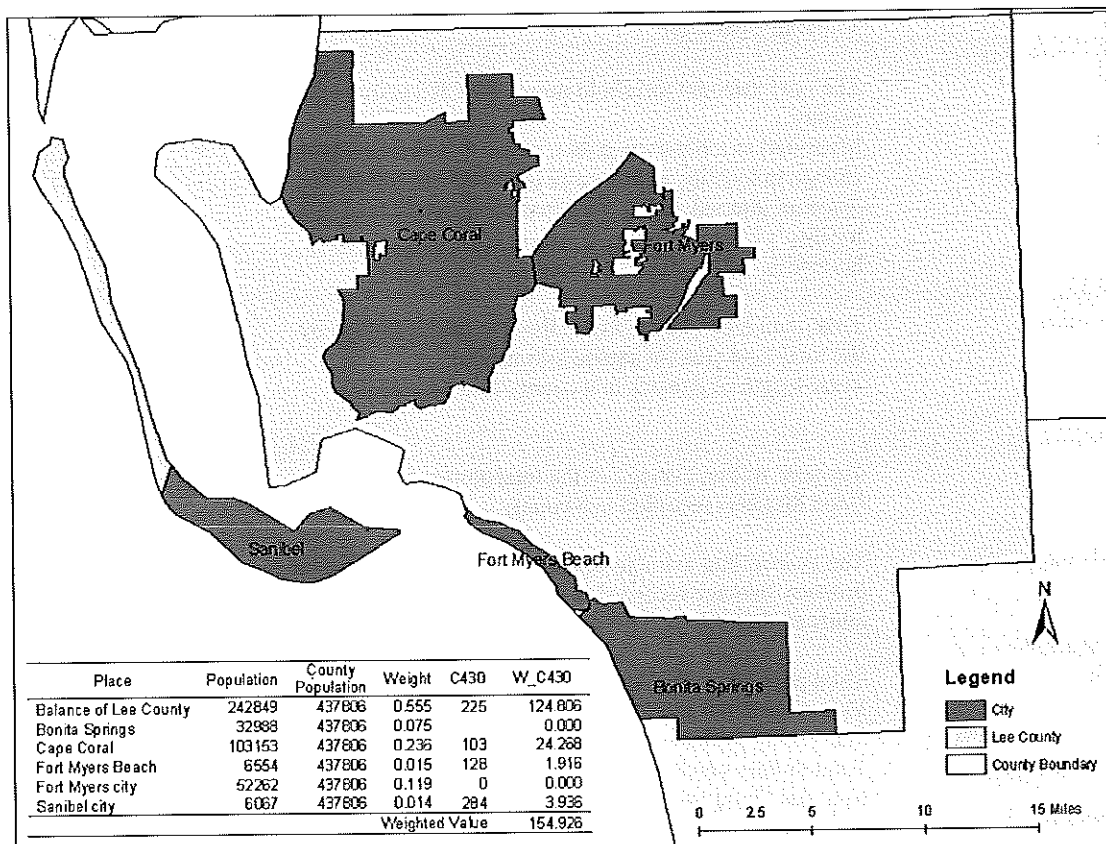 Cape Coral
Fort Myers
Sanibel
Fort Myers Beach
Bonita Springs
N
Place Population County Population Weight C430 W_C430
Balance of Lee County 242849 437806 0.555 225 124.806
Bonita Springs 32988 437806 0.075 0.000
Cape Coral 103153 437806 0.236 103 24.268
Fort Myers Beach 6554 437806 0.015 128 1.916
Fort Myers city 52262 437806 0.119 0 0.000
Sanibel city 6067 437806 0.014 284 3.936
Weighted Value 154.926
Legend
City
Lee County
County Boundary
0 2.5 5 10 15 Miles